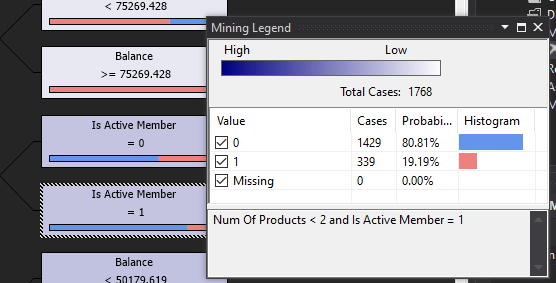 < 75269.428
Balance
>= 75269.428
Is Active Member
= 0
Is Active Member
= 1
Balance
< 50179.619
Mining Legend
High Low
Total Cases: 1768
Value Cases Probabi... Histogram
0 1429 80.81%
1 339 19.19%
Missing 0 0.00%
Num Of Products < 2 and Is Active Member = 1